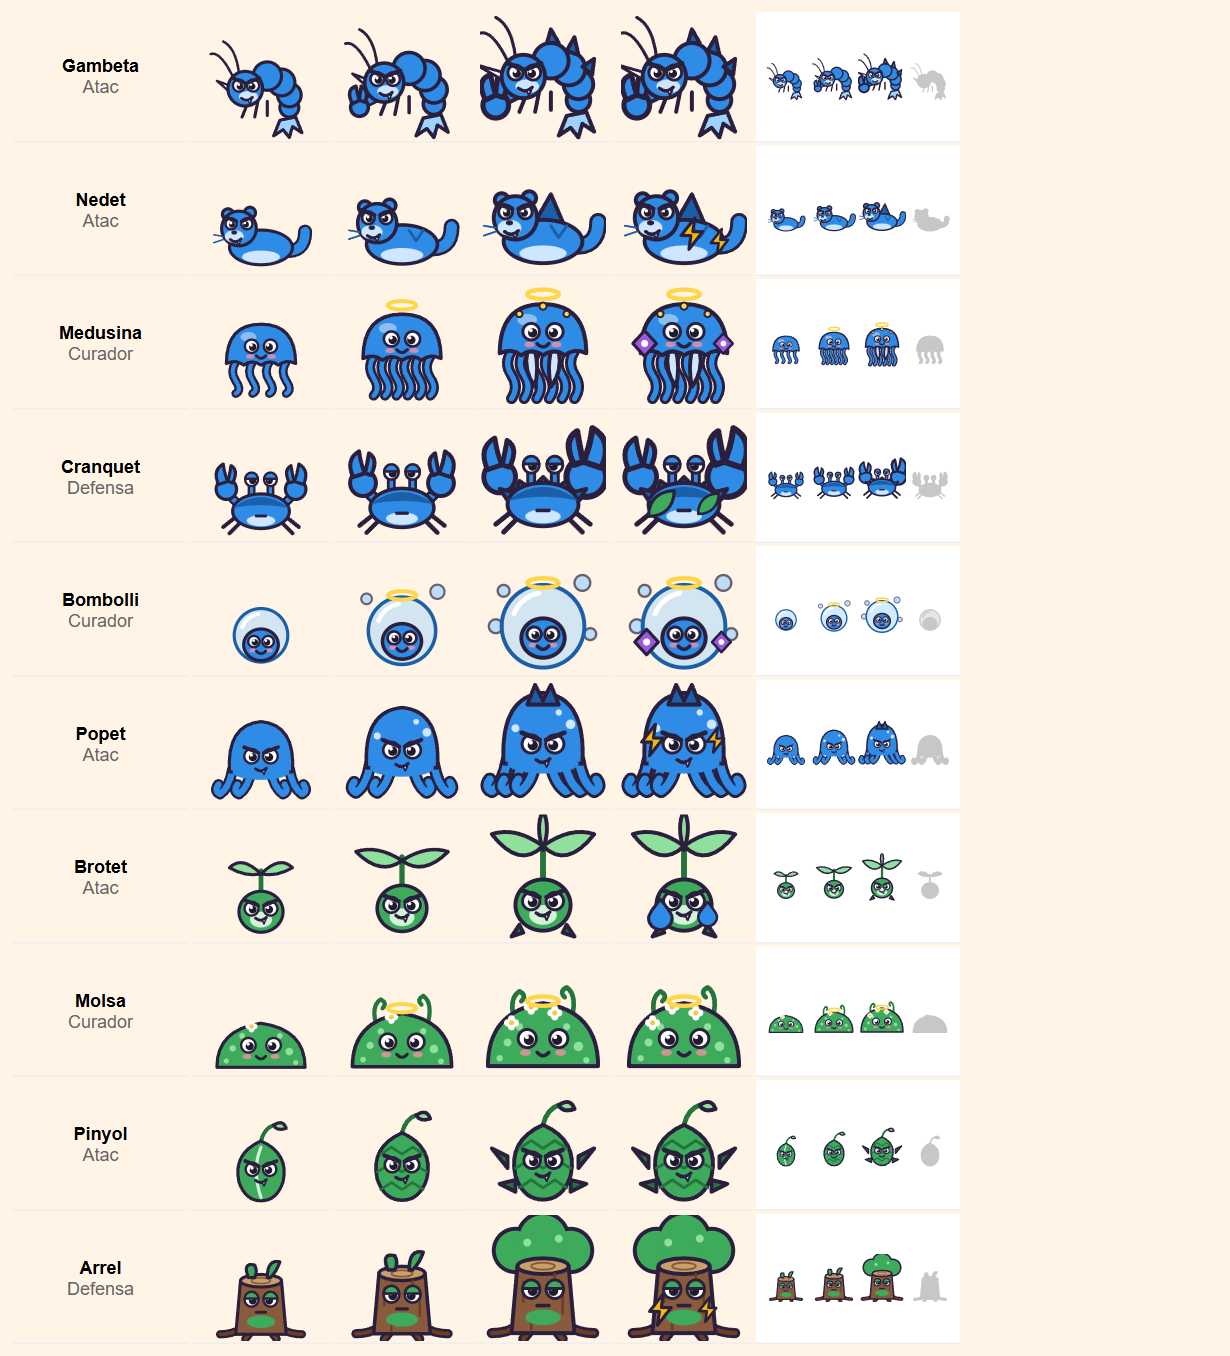 Gambeta
Atac
Nedet
Atac
Medusina
Curador
Cranquet
Defensa
Bombolli
Curador
Popet
Atac
Brotet
Atac
Molsa
Curador
Pinyol
Atac
Arrel
Defensa